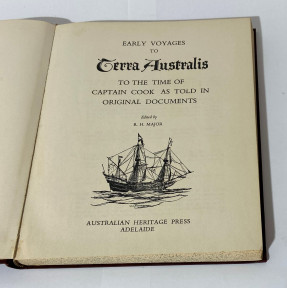 EARLY VOYAGES
TO
Terra Australis
TO THE TIME OF
CAPTAIN COOK AS TOLD IN
ORIGINAL DOCUMENTS
Edited by
R. H. MAJOR
AUSTRALIAN HERITAGE PRESS
ADELAIDE